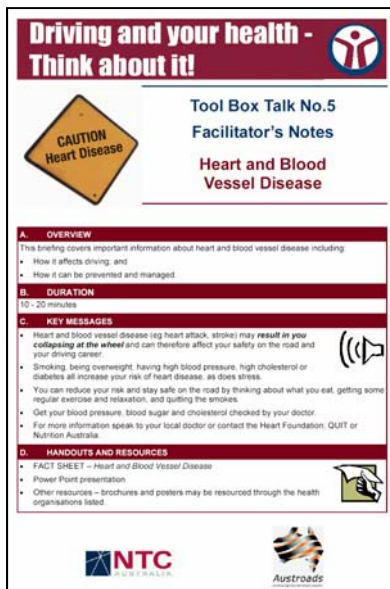 Driving and your health -
Think about it!
CAUTION
Heart Disease
Tool Box Talk No.5
Facilitator's Notes
Heart and Blood
Vessel Disease
A. OVERVIEW
This briefing covers important information about heart and blood vessel disease including:
• How it affects driving; and
• How it can be prevented and managed.
B. DURATION
10 - 20 minutes
C. KEY MESSAGES
• Heart and blood vessel disease (eg heart attack, stroke) may result in you
collapsing at the wheel and can therefore affect your safety on the road and
your driving career.
• Smoking, being overweight, having high blood pressure, high cholesterol or
diabetes all increase your risk of heart disease, as does stress.
• You can reduce your risk and stay safe on the road by thinking about what you eat, getting some
regular exercise and relaxation, and quitting the smokes.
• Get your blood pressure, blood sugar and cholesterol checked by your doctor.
• For more information speak to your local doctor or contact the Heart Foundation, QUIT or
Nutrition Australia.
D. HANDOUTS AND RESOURCES
• FACT SHEET – Heart and Blood Vessel Disease
• Power Point presentation
• Other resources – brochures and posters may be resourced through the health
organisations listed.
NTC
AUSTRALIA
Austroads